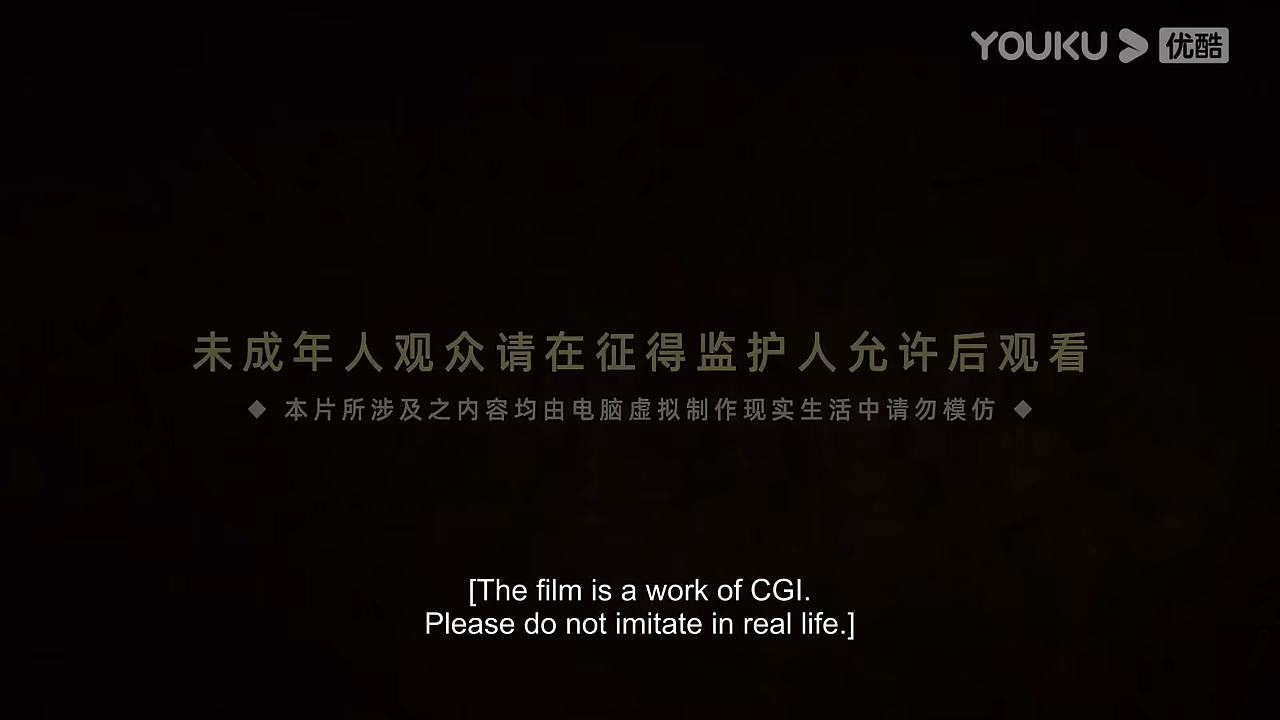 YOUKU 优酷
未成年人观众请在征得监护人允许后观看
◆ 本片所涉及之内容均由电脑虚拟制作现实生活中请勿模仿 ◆
[The film is a work of CGI.
Please do not imitate in real life.]